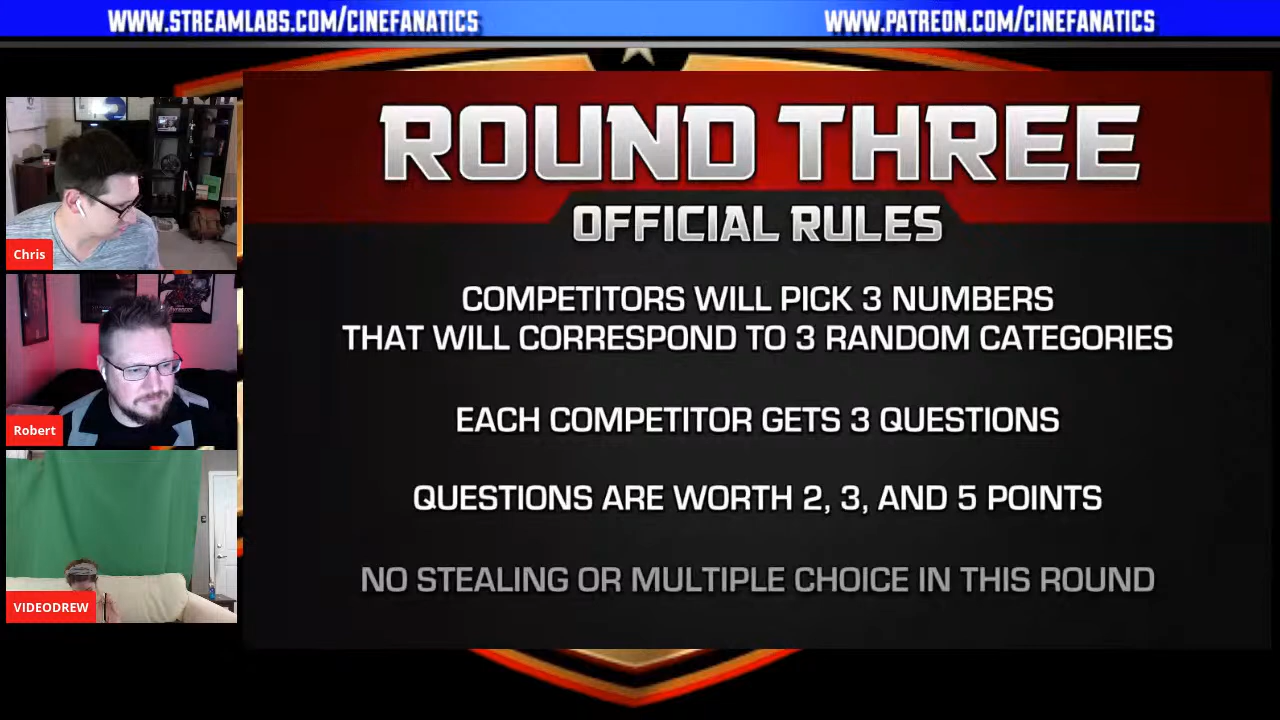 WWW.STREAMLABS.COM/CINEFANATICS
WWW.PATREON.COM/CINEFANATICS
ROUND THREE
OFFICIAL RULES
COMPETITORS WILL PICK 3 NUMBERS
THAT WILL CORRESPOND TO 3 RANDOM CATEGORIES
EACH COMPETITOR GETS 3 QUESTIONS
QUESTIONS ARE WORTH 2, 3, AND 5 POINTS
NO STEALING OR MULTIPLE CHOICE IN THIS ROUND
Chris
Robert
VIDEODREW